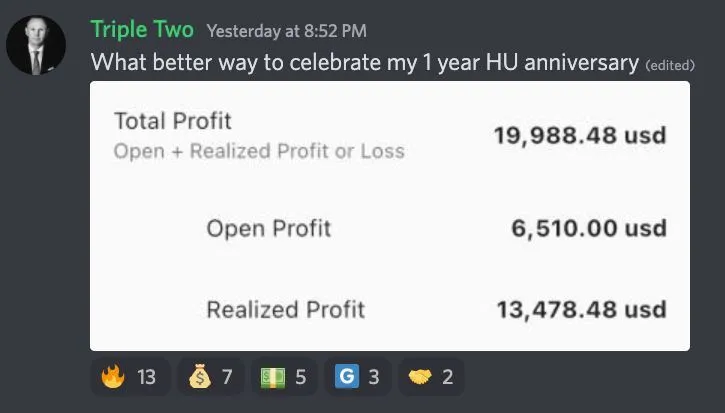 Triple Two Yesterday at 8:52 PM
What better way to celebrate my 1 year HU anniversary (edited)
Total Profit 19,988.48 usd
Open + Realized Profit or Loss
Open Profit 6,510.00 usd
Realized Profit 13,478.48 usd
🔥 13 💰 7 💵 5 G 3 🤝 2